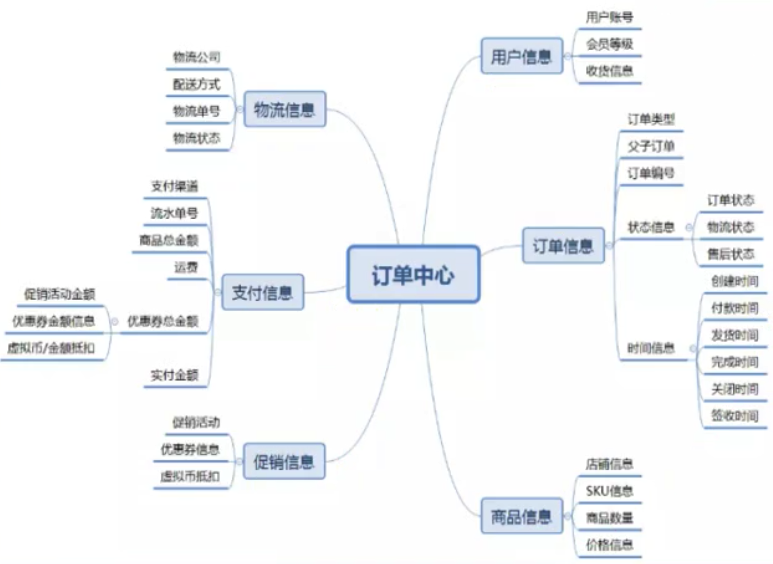 订单中心
用户信息
用户账号
会员等级
收货信息
订单信息
订单类型
父子订单
订单编号
状态信息
订单状态
物流状态
售后状态
时间信息
创建时间
付款时间
发货时间
完成时间
关闭时间
签收时间
商品信息
店铺信息
SKU信息
商品数量
价格信息
物流信息
物流公司
配送方式
物流单号
物流状态
支付信息
支付渠道
流水单号
商品总金额
运费
优惠券总金额
促销活动金额
优惠券金额信息
虚拟币/金额抵扣
实付金额
促销信息
促销活动
优惠券信息
虚拟币抵扣